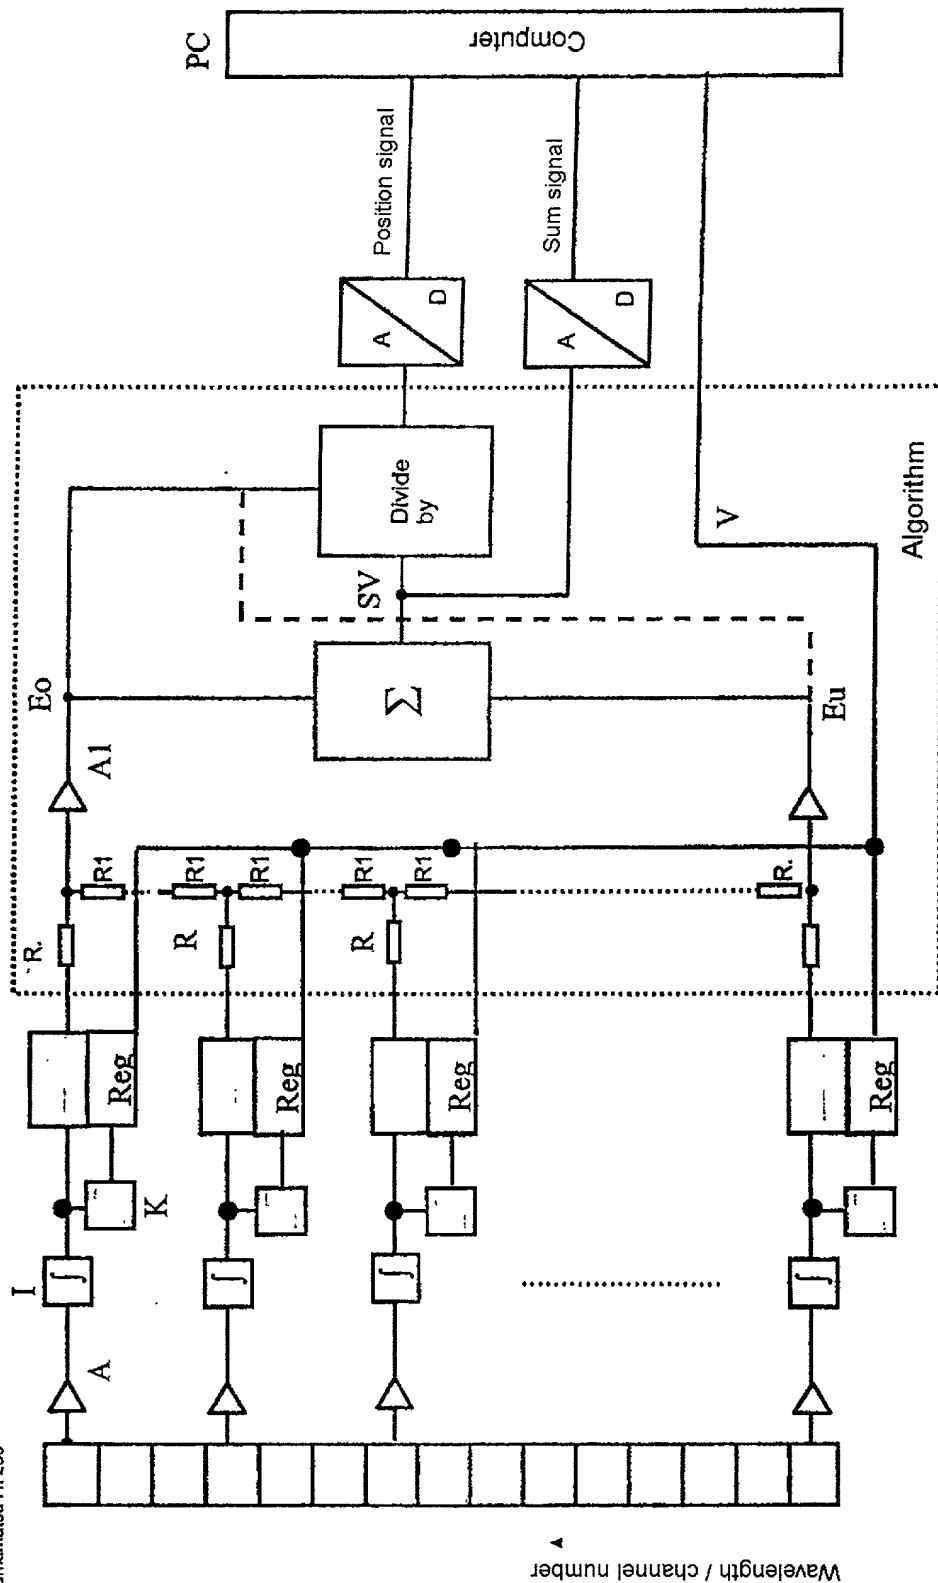 PC
Computer
Position signal
Sum signal
A
D
A
D
Algorithm
Divide
by
SV
V
Eo
Σ
Eu
A1
R1
R1
R1
R1
R1
R.
R.
R
R
Reg
Reg
Reg
Reg
K
I
∫
∫
∫
∫
A
Wavelength / channel number